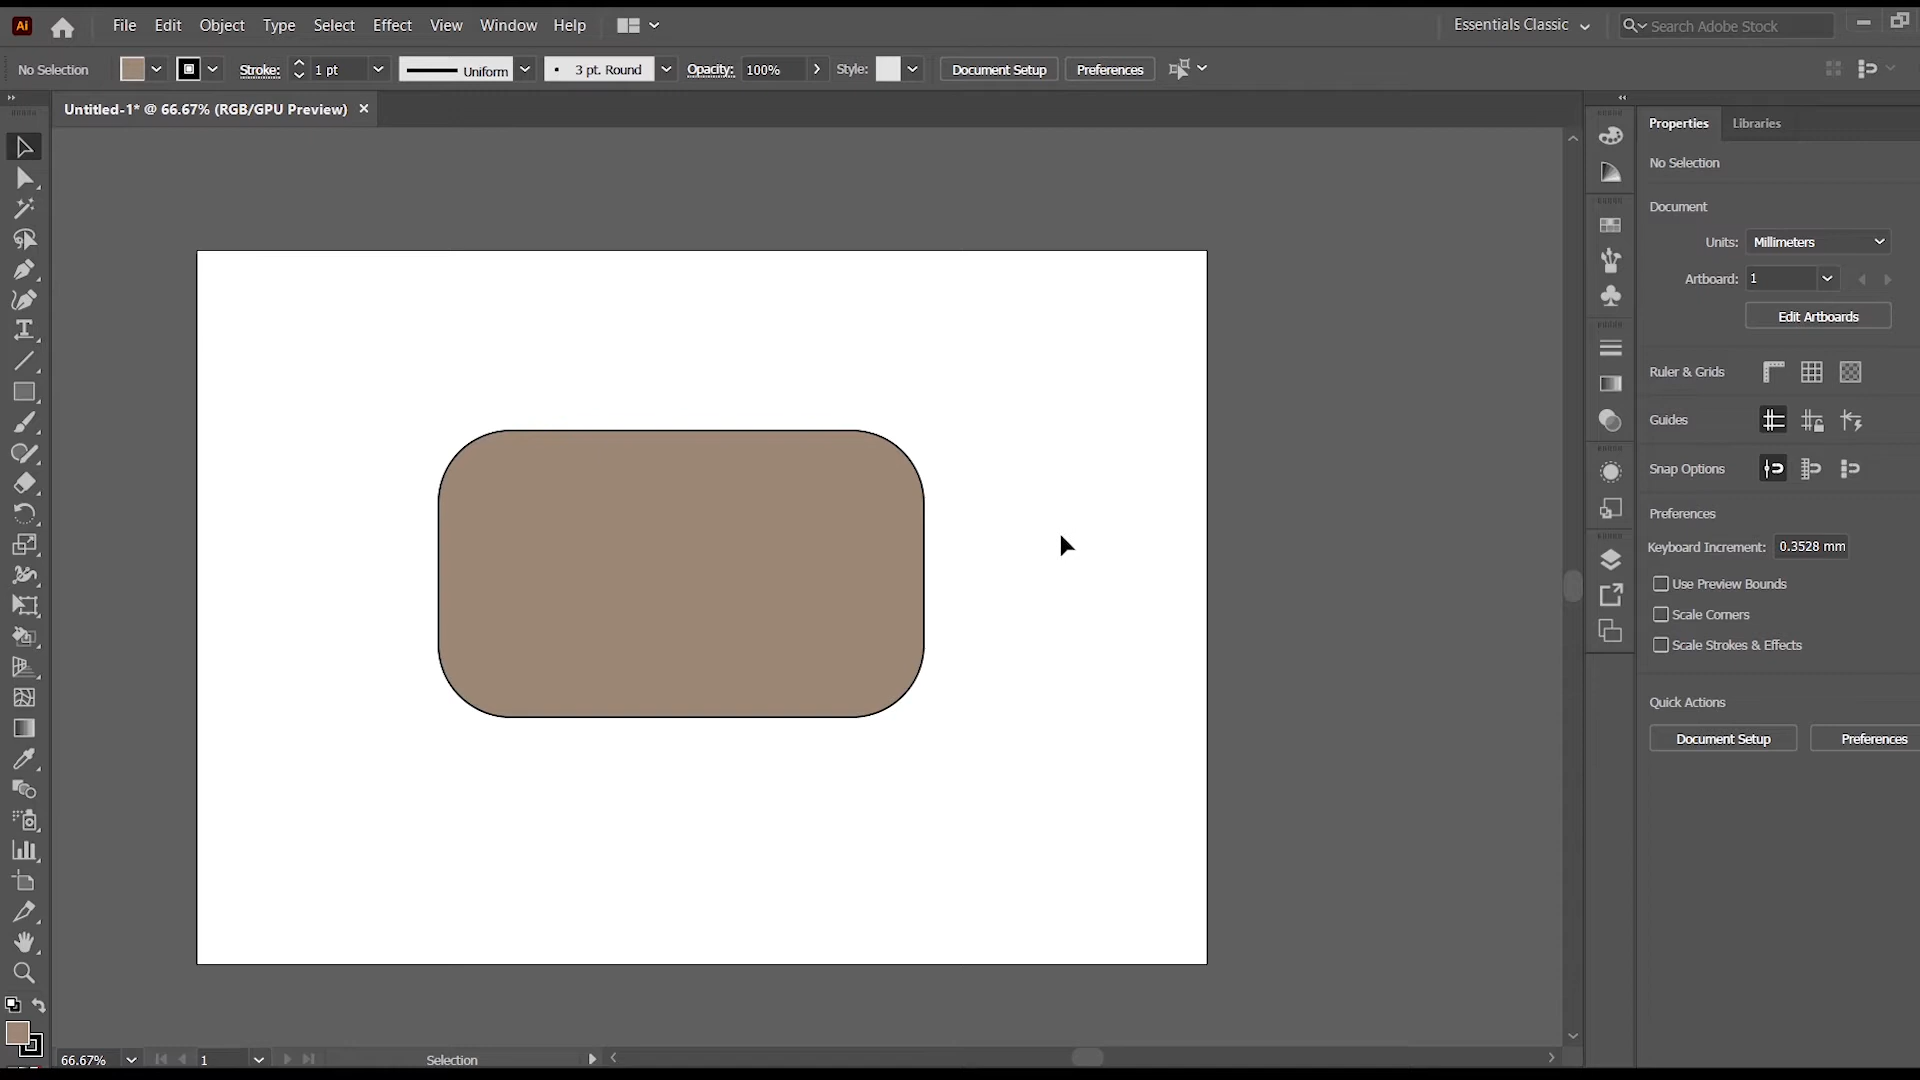 Ai File Edit Object Type Select Effect View Window Help Essentials Classic Search Adobe Stock
No Selection Stroke: 1 pt Uniform 3 pt. Round Opacity: 100% Style: Document Setup Preferences
Untitled-1* @ 66.67% (RGB/GPU Preview)
Properties Libraries
No Selection
Document
Units: Millimeters
Artboard: 1
Edit Artboards
Ruler & Grids
Guides
Snap Options
Preferences
Keyboard Increment: 0.3528 mm
Use Preview Bounds
Scale Corners
Scale Strokes & Effects
Quick Actions
Document Setup Preferences
66.67% 1 Selection